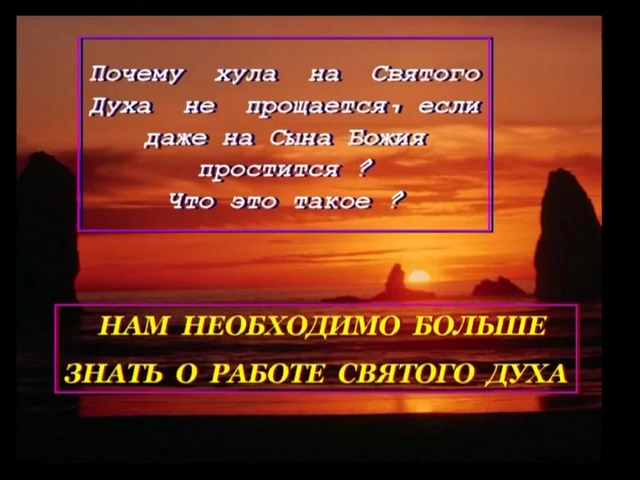 Почему хула на Святого
Духа не прощается, если
даже на Сына Божия
простится ?
Что это такое ?
НАМ НЕОБХОДИМО БОЛЬШЕ
ЗНАТЬ О РАБОТЕ СВЯТОГО ДУХА